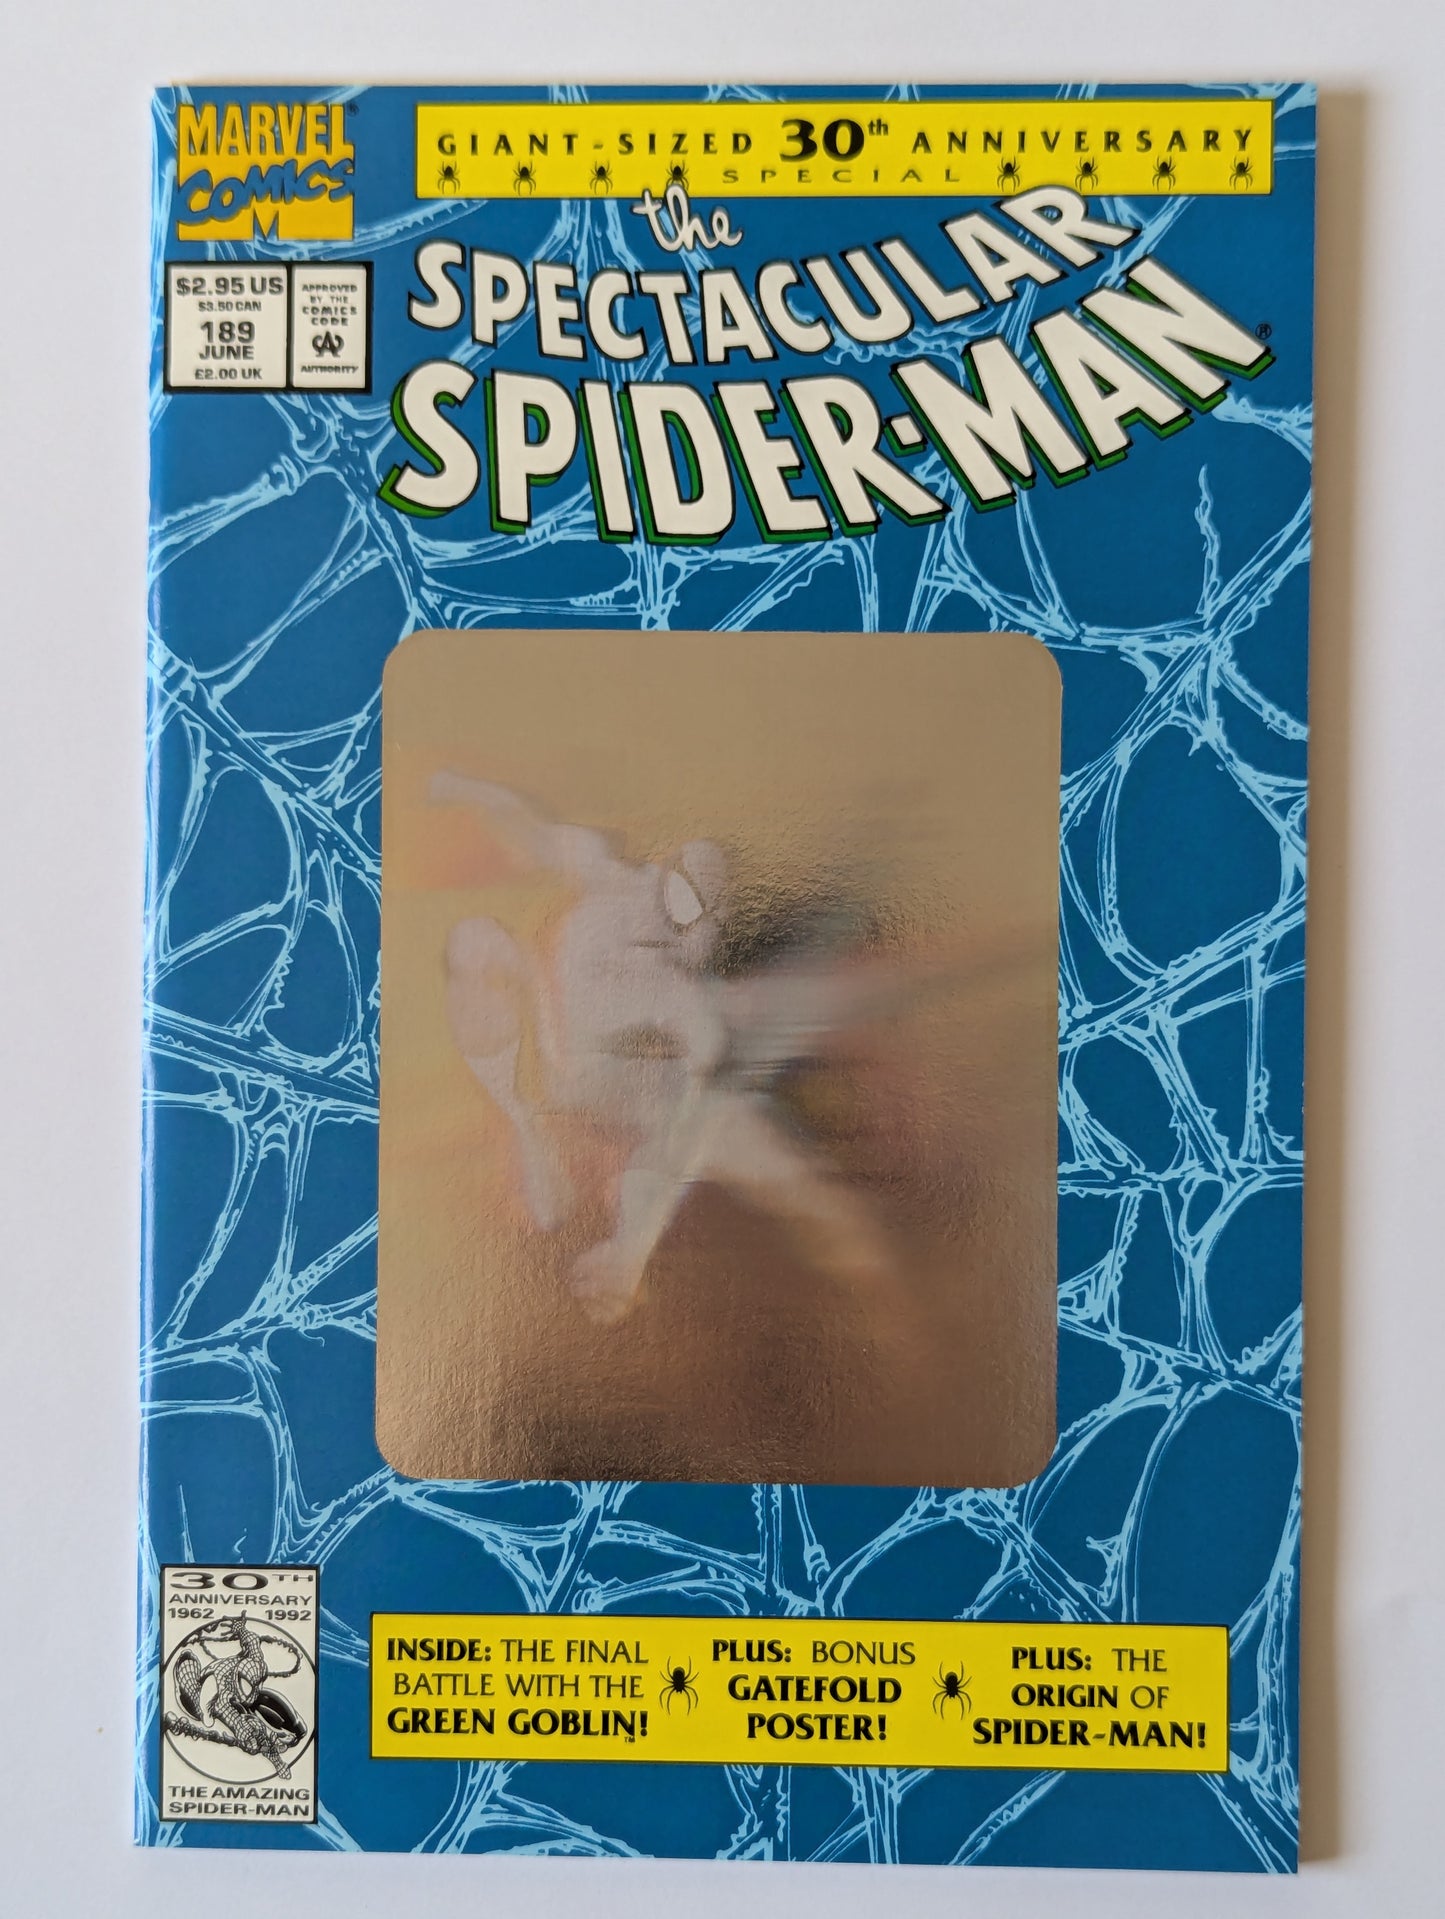 MARVEL®
COMICS
M
GIANT-SIZED 30th ANNIVERSARY
SPECIAL
the
SPECTACULAR
SPIDER-MAN®
$2.95 US
$3.50 CAN
189
JUNE
£2.00 UK
APPROVED
BY THE
COMICS
CODE
CA
AUTHORITY
30TH
ANNIVERSARY
1962 1992
THE AMAZING
SPIDER-MAN
INSIDE: THE FINAL
BATTLE WITH THE
GREEN GOBLIN!™
PLUS: BONUS
GATEFOLD
POSTER!
PLUS: THE
ORIGIN OF
SPIDER-MAN!